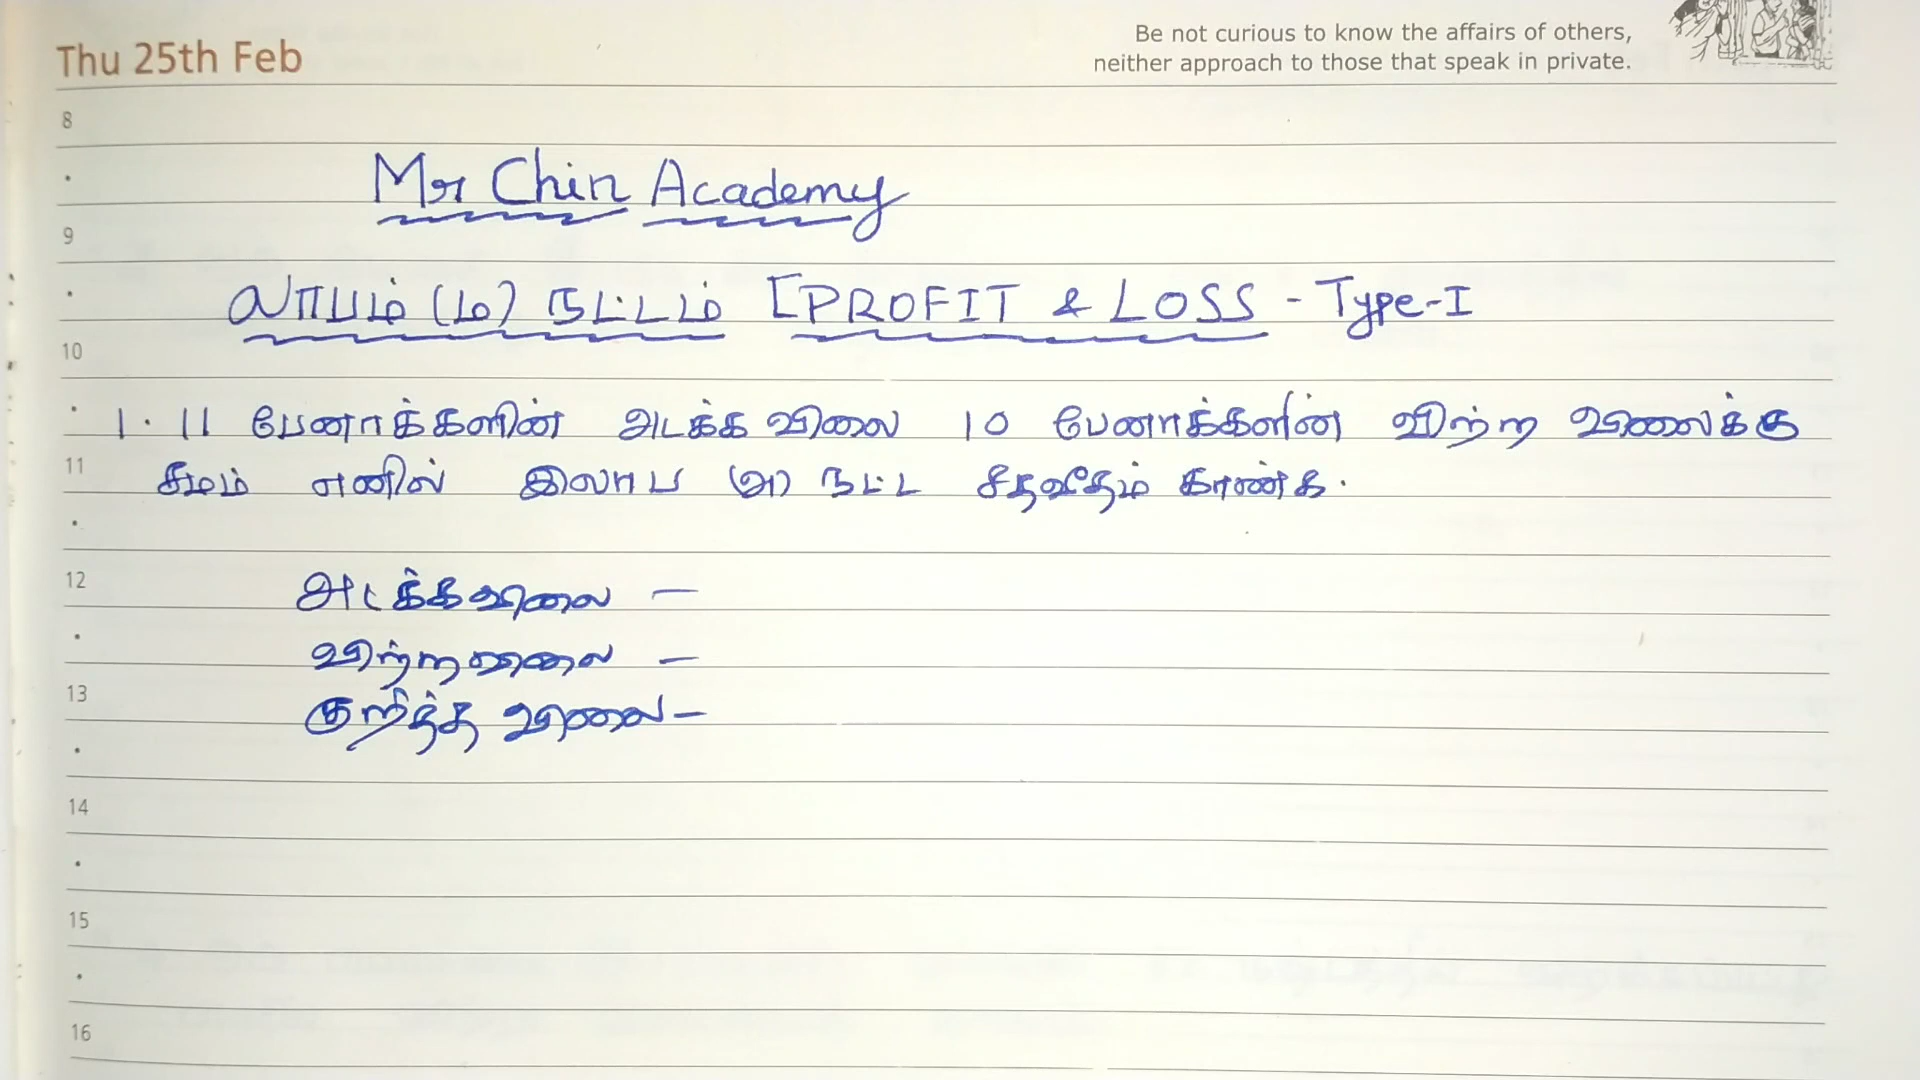 Thu 25th Feb
Be not curious to know the affairs of others,
neither approach to those that speak in private.
8
Mr Chin Academy
9
லாபம் (ம) நட்டம் [PROFIT & LOSS - Type-I
10
1. 11 பேனாக்களின் அடக்க விலை 10 பேனாக்களின் விற்ற விலைக்கு
11
சமம் எனில் இலாப (அ) நட்ட சதவீதம் காண்க.
12
அடக்கவிலை –
விற்றவிலை –
13
குறித்த விலை –
14
15
16